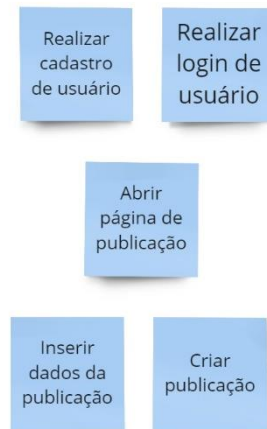 Realizar
cadastro
de usuário
Realizar
login de
usuário
Abrir
página de
publicação
Inserir
dados da
publicação
Criar
publicação